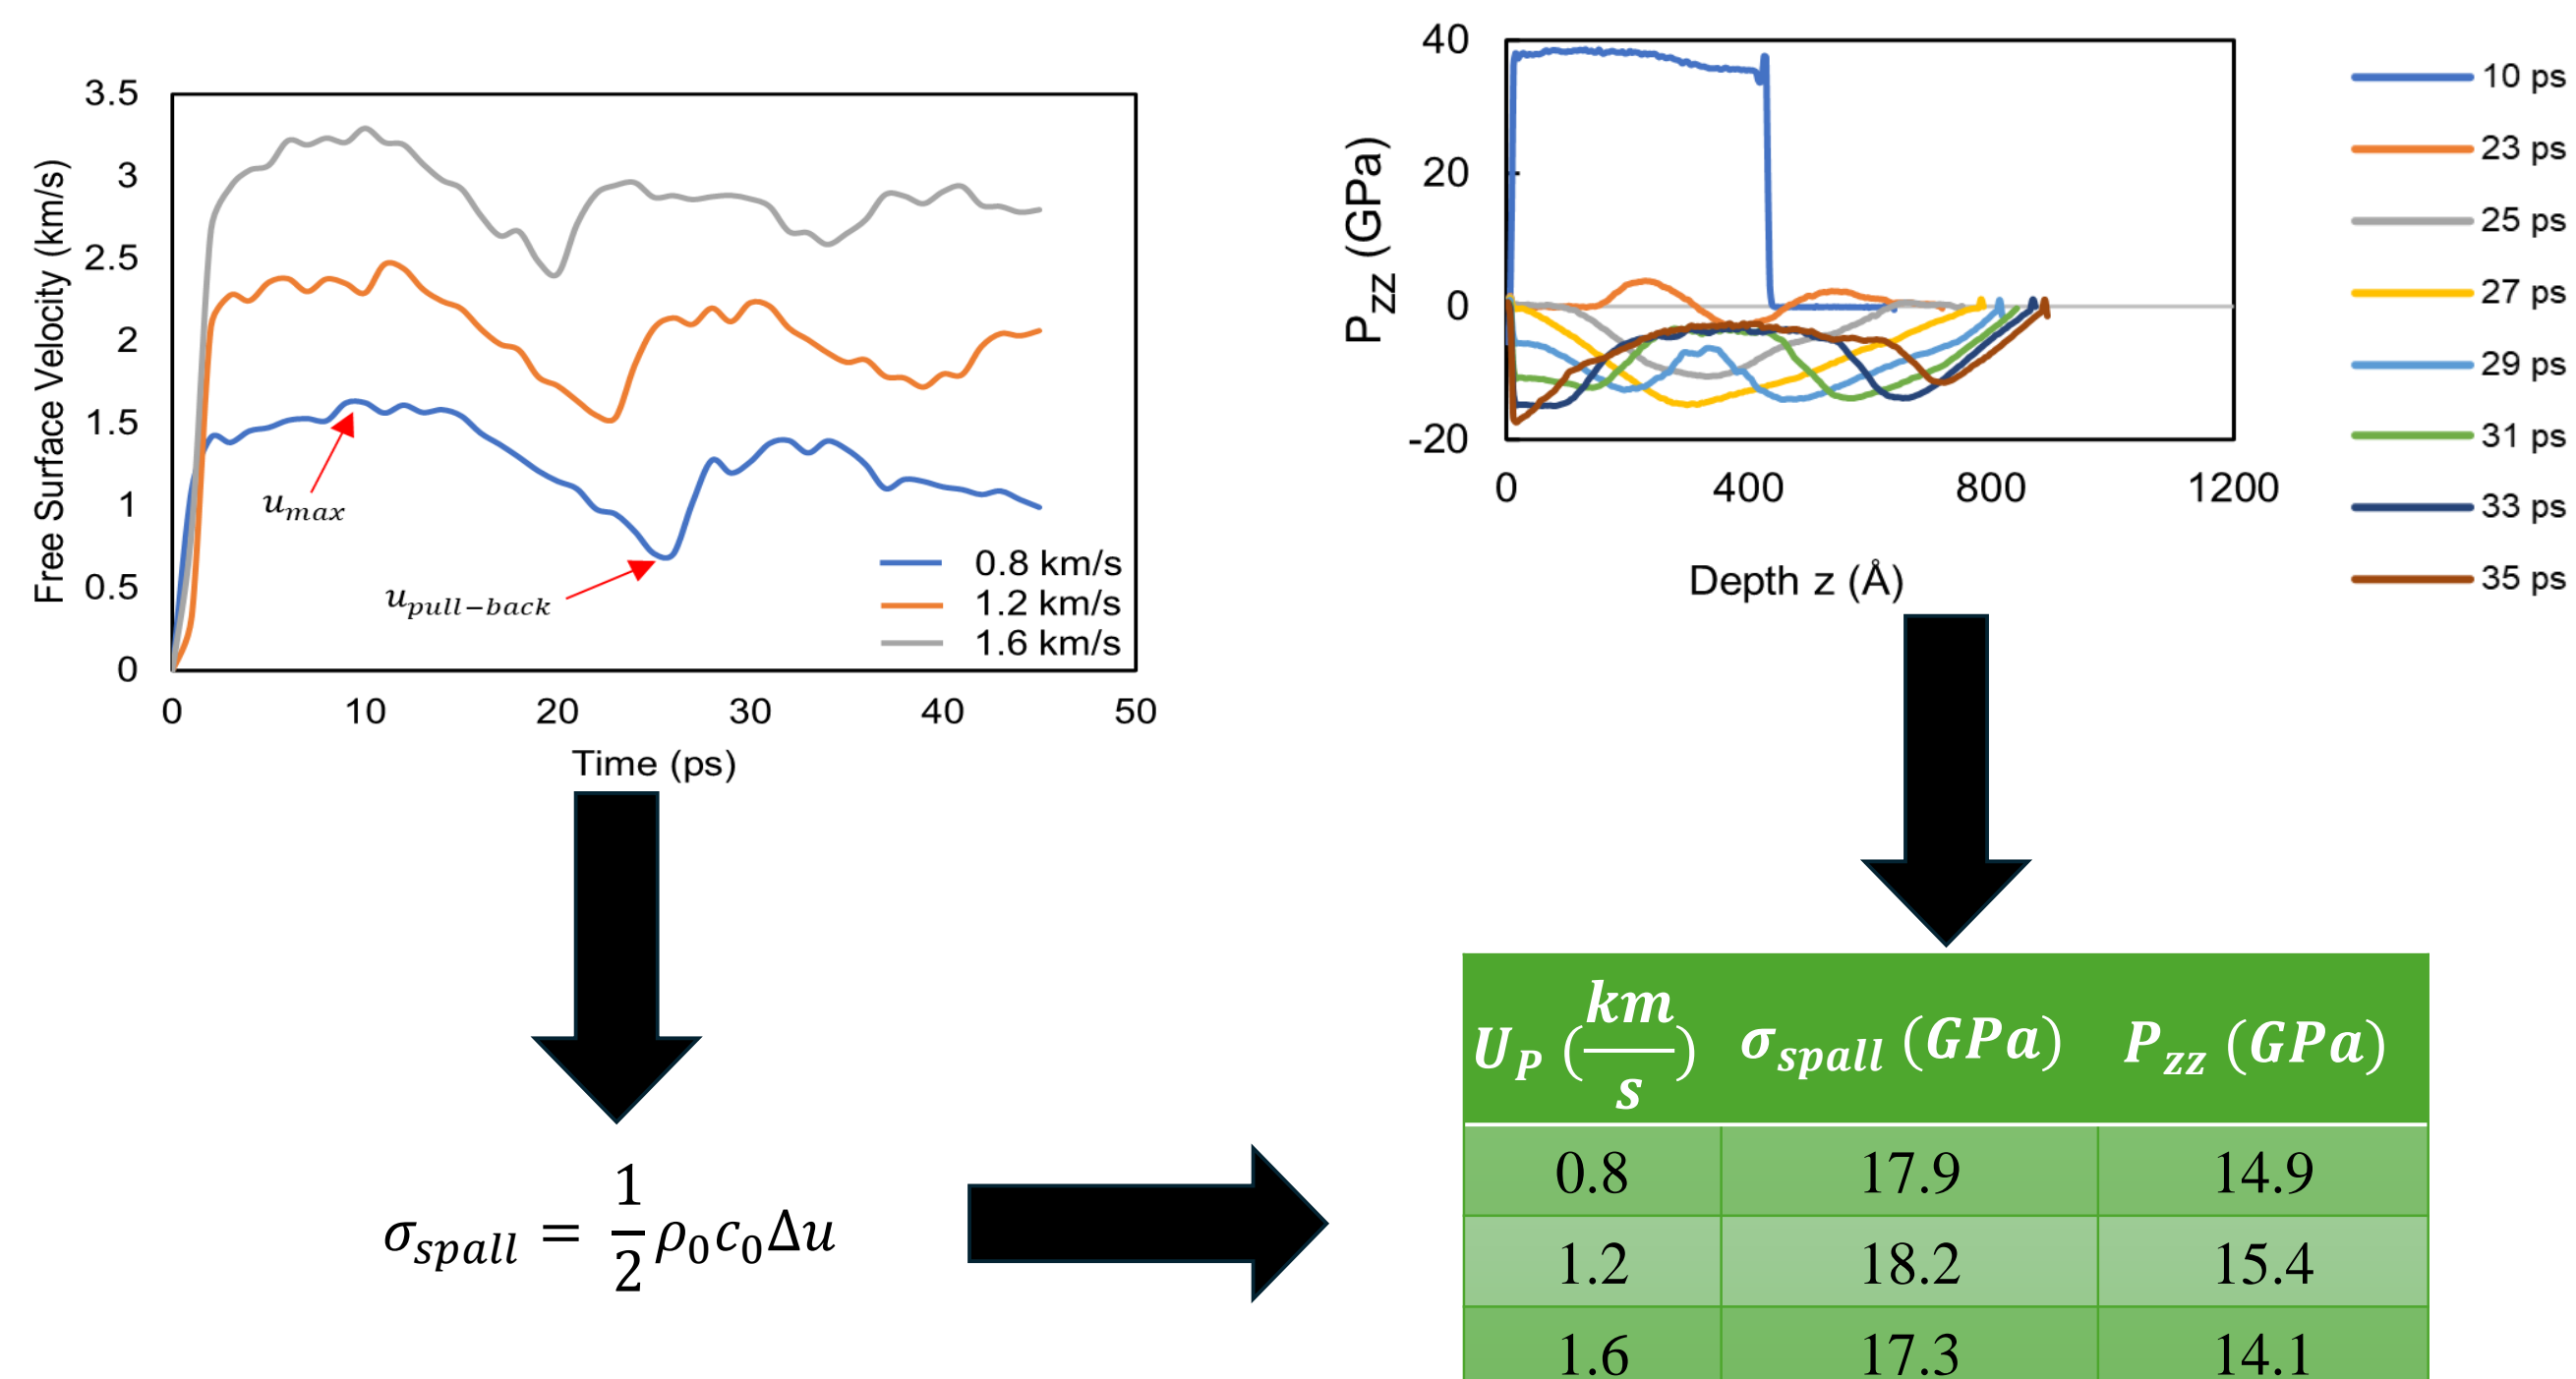 3.5
3
2.5
2
1.5
1
0.5
0
Free Surface Velocity (km/s)
u_max
u_pull−back
0.8 km/s
1.2 km/s
1.6 km/s
0 10 20 30 40 50
Time (ps)
40
20
0
-20
P_zz (GPa)
0 400 800 1200
Depth z (Å)
10 ps
23 ps
25 ps
27 ps
29 ps
31 ps
33 ps
35 ps
σ_spall = 1/2 ρ_0 c_0 Δu
U_P (km/s) σ_spall (GPa) P_zz (GPa)
0.8 17.9 14.9
1.2 18.2 15.4
1.6 17.3 14.1